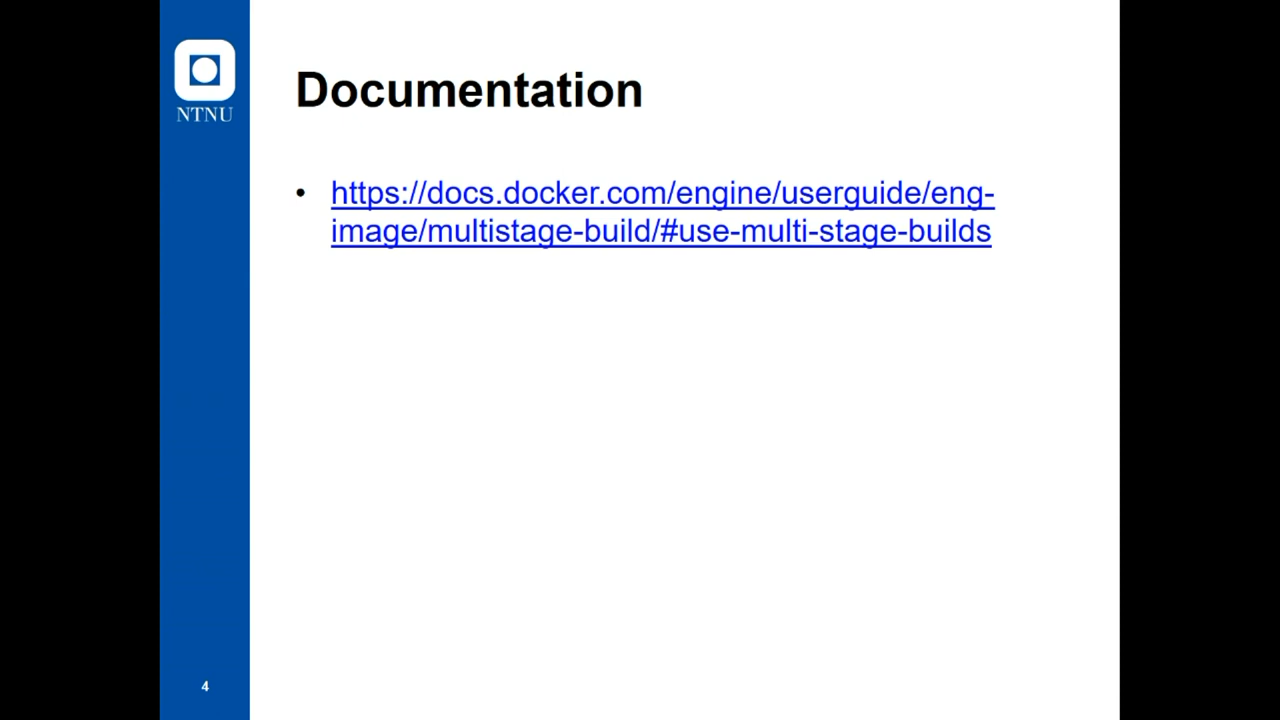 NTNU
Documentation
• https://docs.docker.com/engine/userguide/eng-
image/multistage-build/#use-multi-stage-builds
4